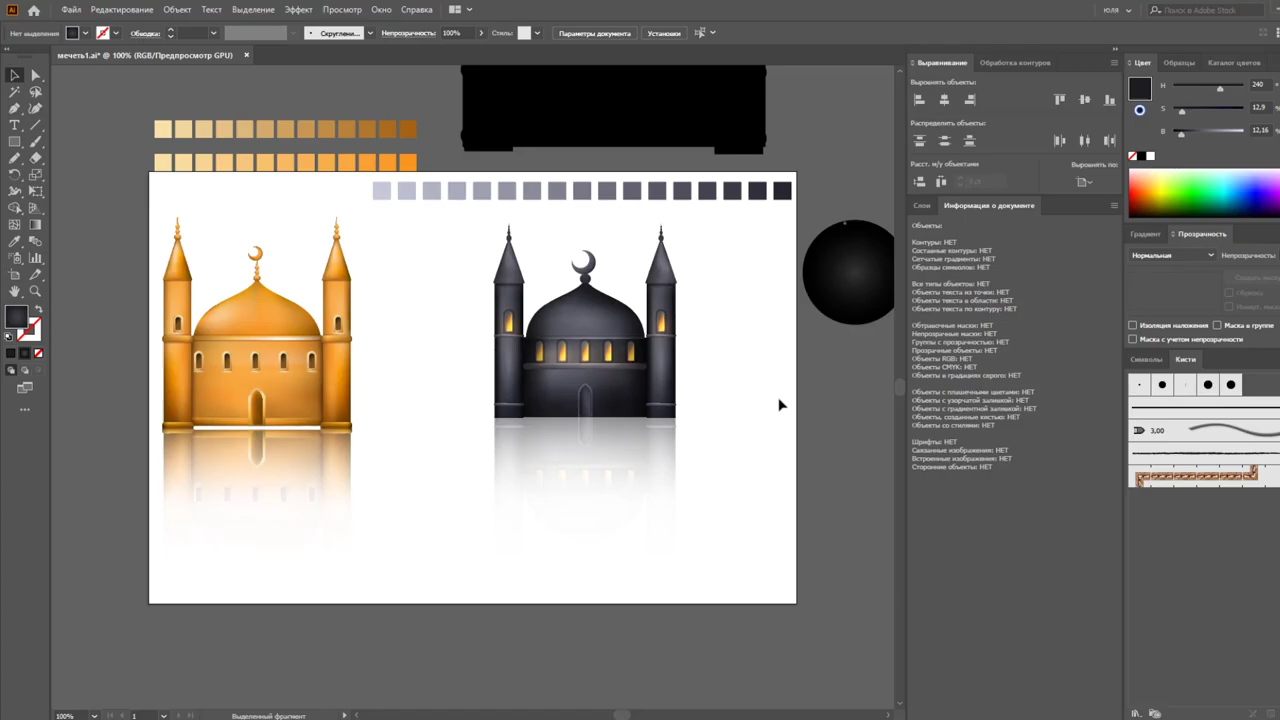 Ai Файл Редактирование Объект Текст Выделение Эффект Просмотр Окно Справка юля Поиск в Adobe Stock
Нет выделения Обводка: Скруглени... Непрозрачность: 100% Стиль: Параметры документа Установки
мечеть1.ai* @ 100% (RGB/Предпросмотр GPU) ×
Выравнивание Обработка контуров
Выровнять объекты:
Распределить объекты:
Расст. м/у объектами Выравнять по:
Слои Информация о документе
Объекты:
Контуры: НЕТ
Составные контуры: НЕТ
Сетчатые градиенты: НЕТ
Образцы символов: НЕТ
Все типы объектов: НЕТ
Объекты текста из точки: НЕТ
Объекты текста в области: НЕТ
Объекты текста по контуру: НЕТ
Обтравочные маски: НЕТ
Непрозрачные маски: НЕТ
Группы с прозрачностью: НЕТ
Прозрачные объекты: НЕТ
Объекты RGB: НЕТ
Объекты CMYK: НЕТ
Объекты в градациях серого: НЕТ
Объекты с плашечными цветами: НЕТ
Объекты с узорчатой заливкой: НЕТ
Объекты с градиентной заливкой: НЕТ
Объекты, созданные кистью: НЕТ
Объекты со стилями: НЕТ
Шрифты: НЕТ
Связанные изображения: НЕТ
Встроенные изображения: НЕТ
Сторонние объекты: НЕТ
Цвет Образцы Каталог цветов
H 240
S 12,9 %
B 12,16 %
Градиент Прозрачность
Нормальная Непрозрачность:
Изоляция наложения Маска в группе
Маска с учетом непрозрачности
Символы Кисти
3,00
100% 1 Выделенный фрагмент